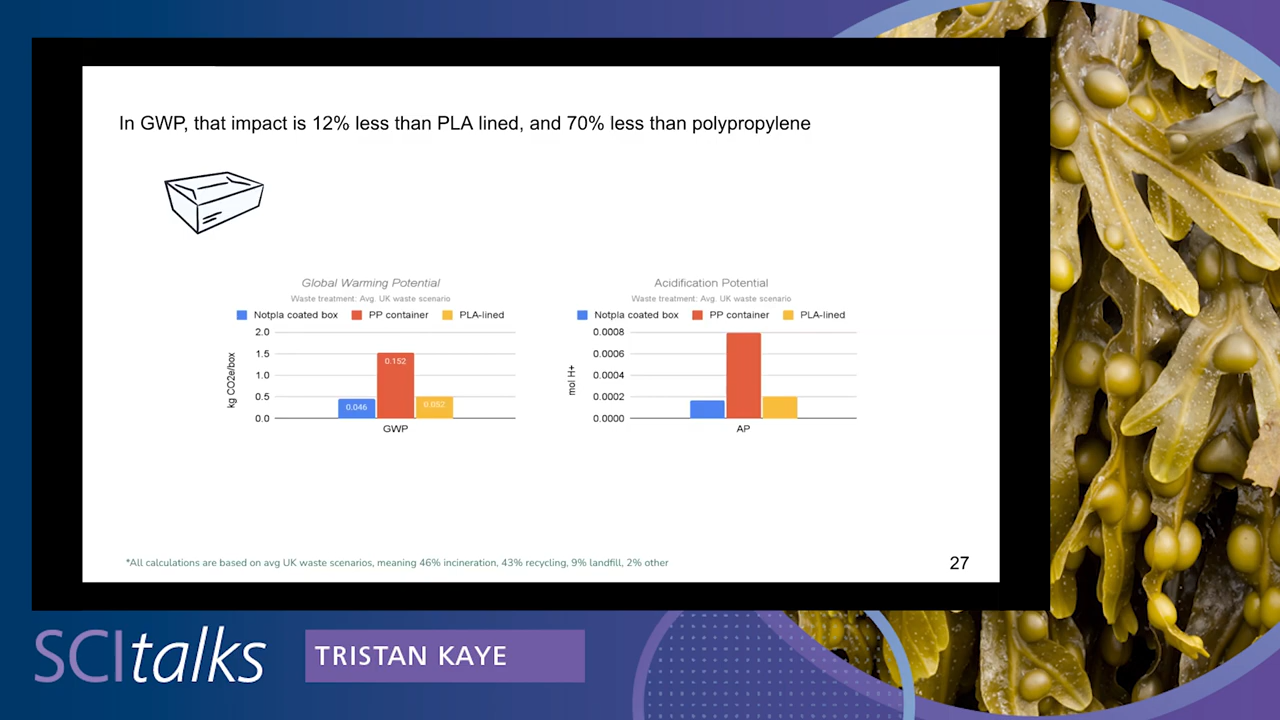 In GWP, that impact is 12% less than PLA lined, and 70% less than polypropylene
Global Warming Potential
Waste treatment: Avg. UK waste scenario
Notpla coated box PP container PLA-lined
2.0
1.5
1.0
0.5
0.0
kg CO2e/box
0.152
0.046
0.052
GWP
Acidification Potential
Waste treatment: Avg. UK waste scenario
Notpla coated box PP container PLA-lined
0.0008
0.0006
0.0004
0.0002
0.0000
mol H+
AP
*All calculations are based on avg UK waste scenarios, meaning 46% incineration, 43% recycling, 9% landfill, 2% other
27
SCItalks
TRISTAN KAYE